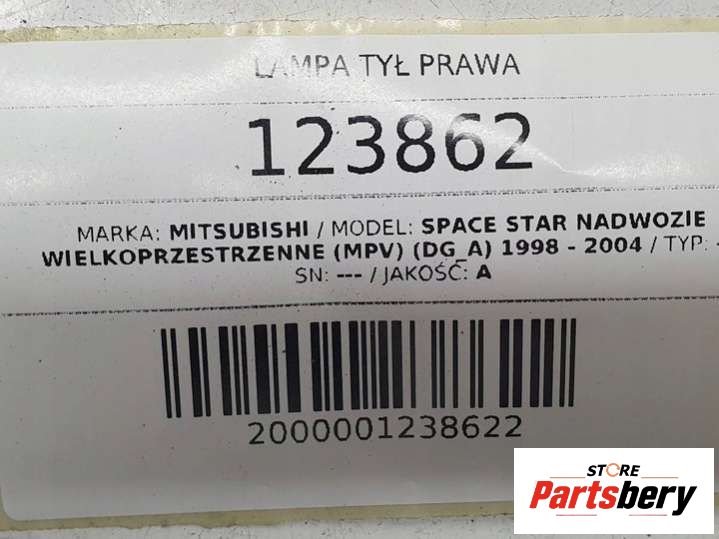 LAMPA TYŁ PRAWA
123862
MARKA: MITSUBISHI / MODEL: SPACE STAR NADWOZIE
WIELKOPRZESTRZENNE (MPV) (DG_A) 1998 - 2004 / TYP: -
SN: --- / JAKOŚĆ: A
2000001238622
STORE
Partsbery